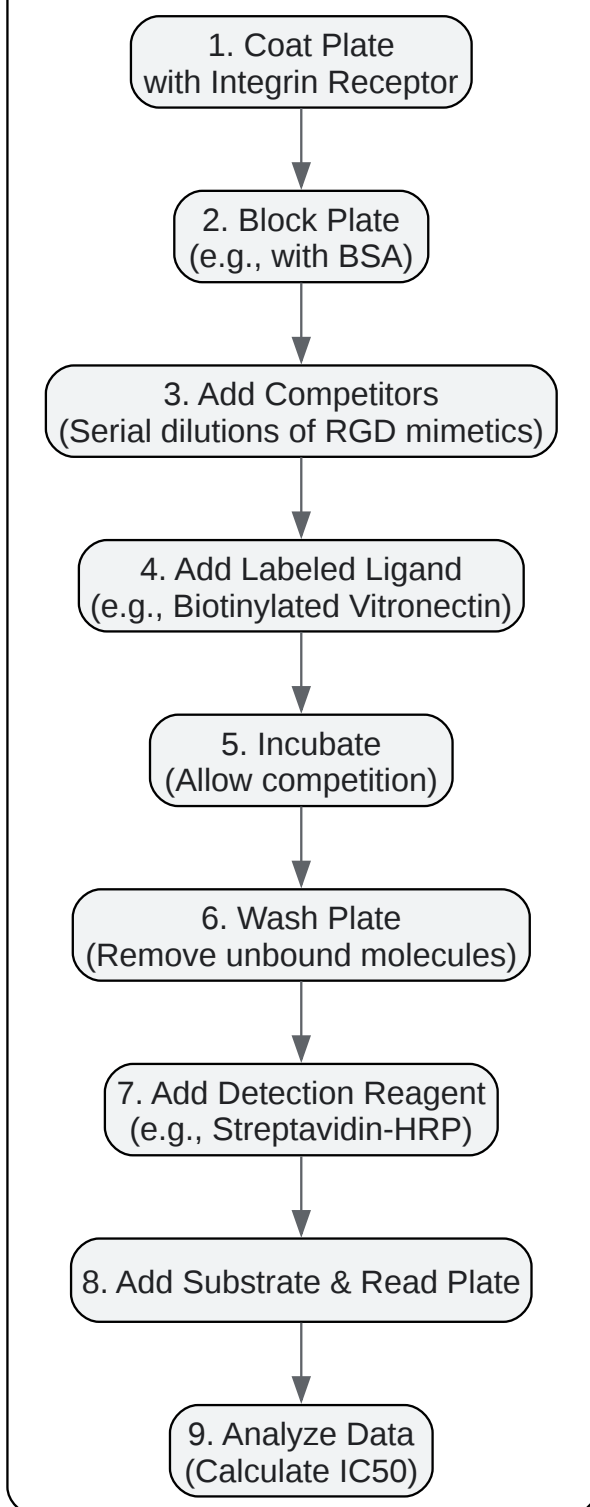 1. Coat Plate
with Integrin Receptor
2. Block Plate
(e.g., with BSA)
3. Add Competitors
(Serial dilutions of RGD mimetics)
4. Add Labeled Ligand
(e.g., Biotinylated Vitronectin)
5. Incubate
(Allow competition)
6. Wash Plate
(Remove unbound molecules)
7. Add Detection Reagent
(e.g., Streptavidin-HRP)
8. Add Substrate & Read Plate
9. Analyze Data
(Calculate IC50)